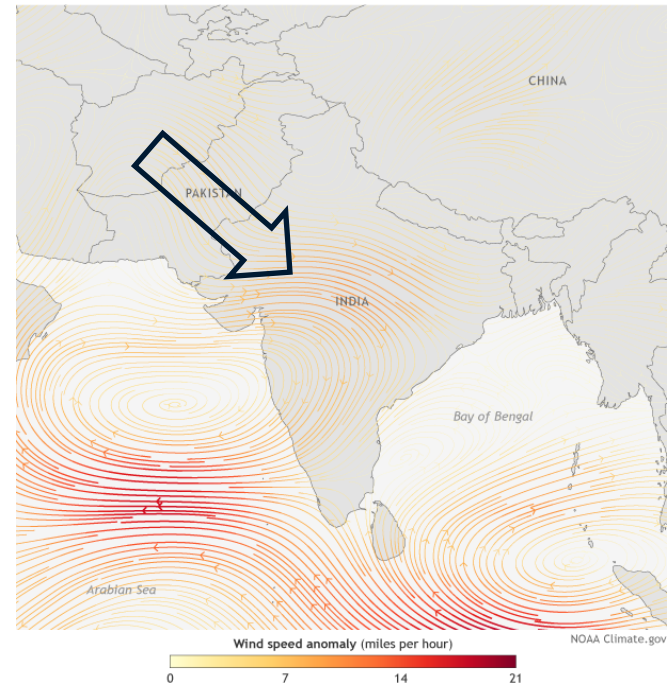 CHINA
PAKISTAN
INDIA
Bay of Bengal
Arabian Sea
NOAA Climate.gov
Wind speed anomaly (miles per hour)
0 7 14 21